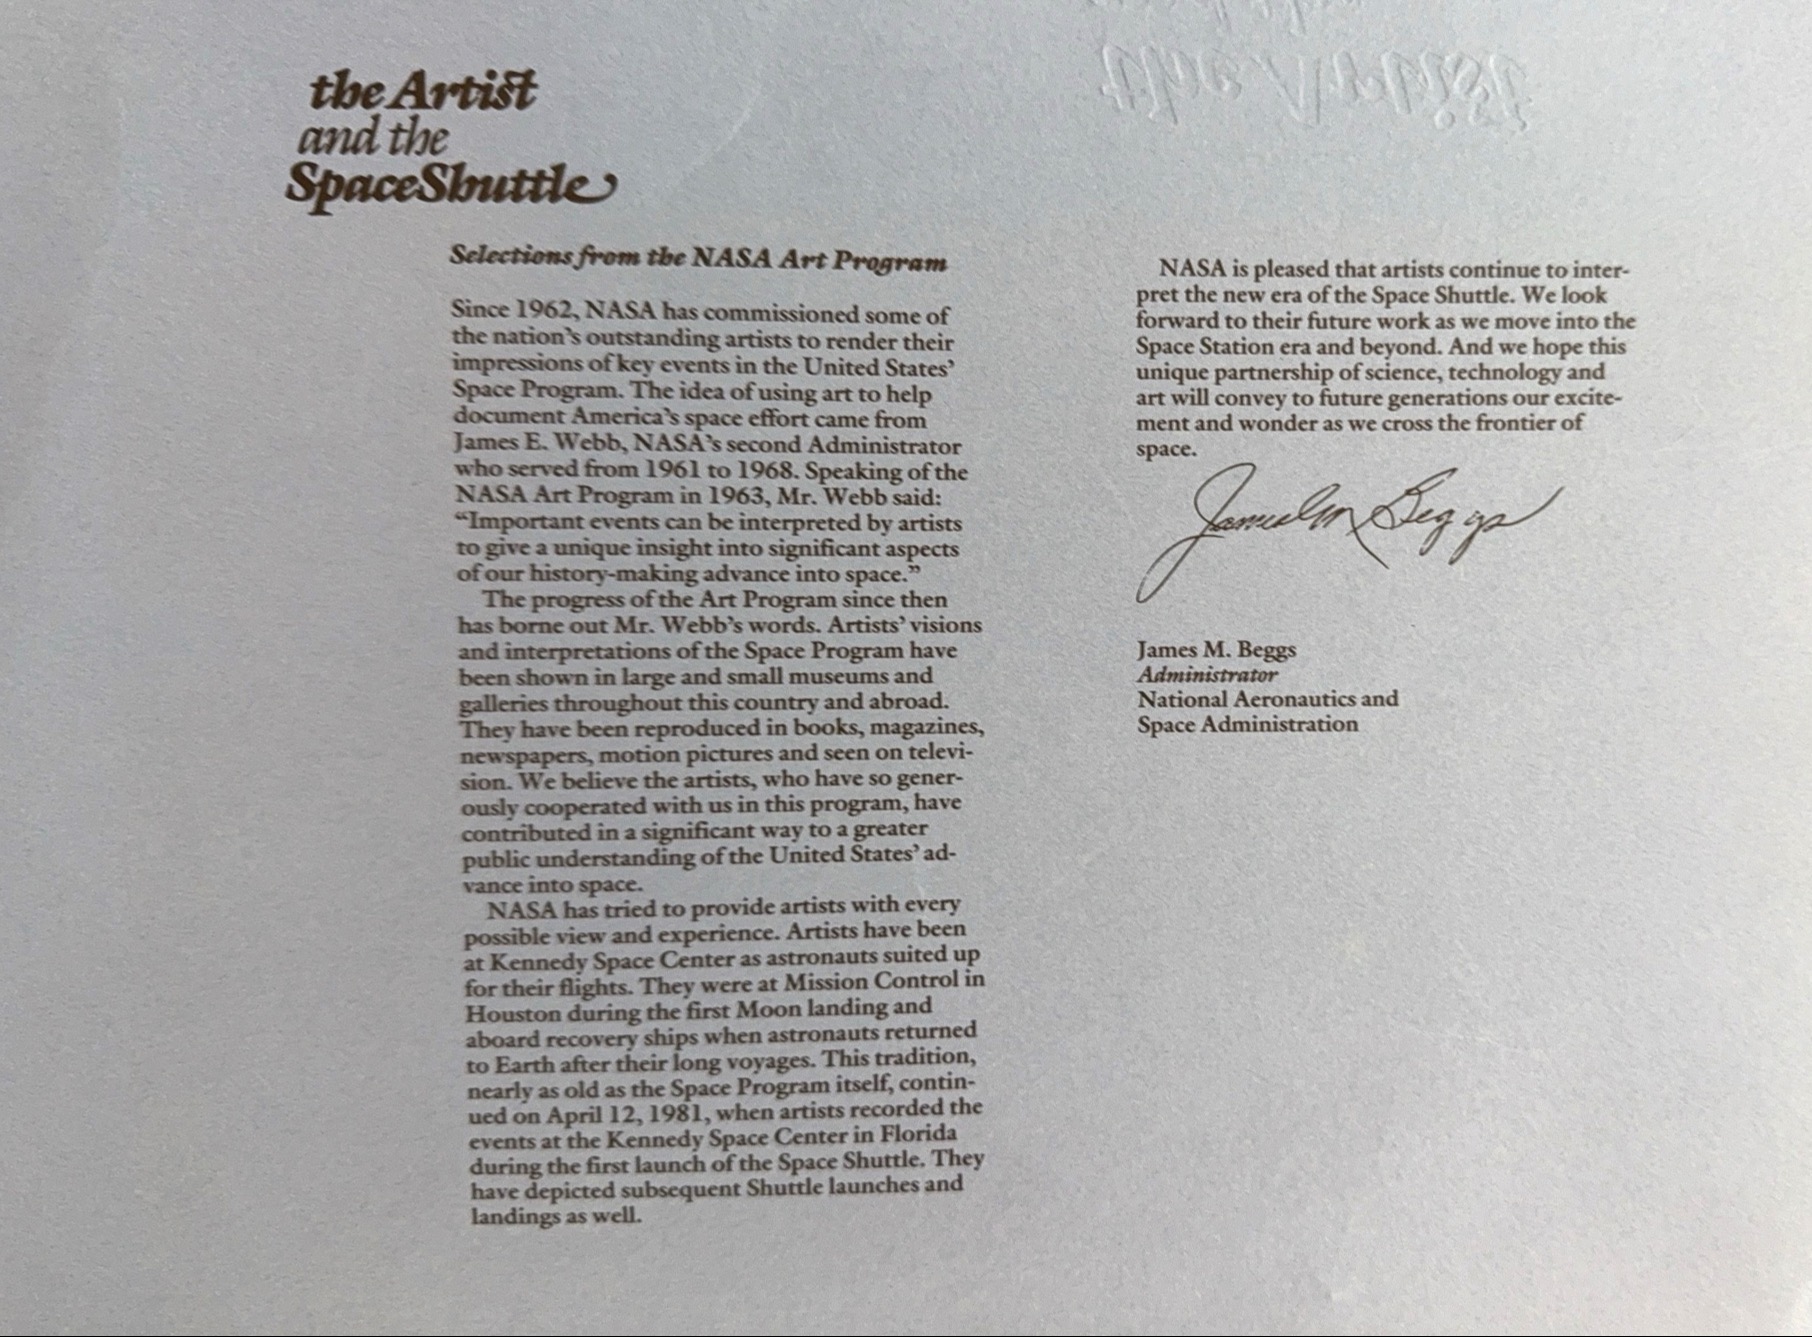 the Artist
and the
Space Shuttle
the Artist
Selections from the NASA Art Program
Since 1962, NASA has commissioned some of
the nation's outstanding artists to render their
impressions of key events in the United States'
Space Program. The idea of using art to help
document America's space effort came from
James E. Webb, NASA's second Administrator
who served from 1961 to 1968. Speaking of the
NASA Art Program in 1963, Mr. Webb said:
“Important events can be interpreted by artists
to give a unique insight into significant aspects
of our history-making advance into space.”
The progress of the Art Program since then
has borne out Mr. Webb's words. Artists' visions
and interpretations of the Space Program have
been shown in large and small museums and
galleries throughout this country and abroad.
They have been reproduced in books, magazines,
newspapers, motion pictures and seen on televi-
sion. We believe the artists, who have so gener-
ously cooperated with us in this program, have
contributed in a significant way to a greater
public understanding of the United States' ad-
vance into space.
NASA has tried to provide artists with every
possible view and experience. Artists have been
at Kennedy Space Center as astronauts suited up
for their flights. They were at Mission Control in
Houston during the first Moon landing and
aboard recovery ships when astronauts returned
to Earth after their long voyages. This tradition,
nearly as old as the Space Program itself, contin-
ued on April 12, 1981, when artists recorded the
events at the Kennedy Space Center in Florida
during the first launch of the Space Shuttle. They
have depicted subsequent Shuttle launches and
landings as well.
NASA is pleased that artists continue to inter-
pret the new era of the Space Shuttle. We look
forward to their future work as we move into the
Space Station era and beyond. And we hope this
unique partnership of science, technology and
art will convey to future generations our excite-
ment and wonder as we cross the frontier of
space.
James M Beggs
James M. Beggs
Administrator
National Aeronautics and
Space Administration